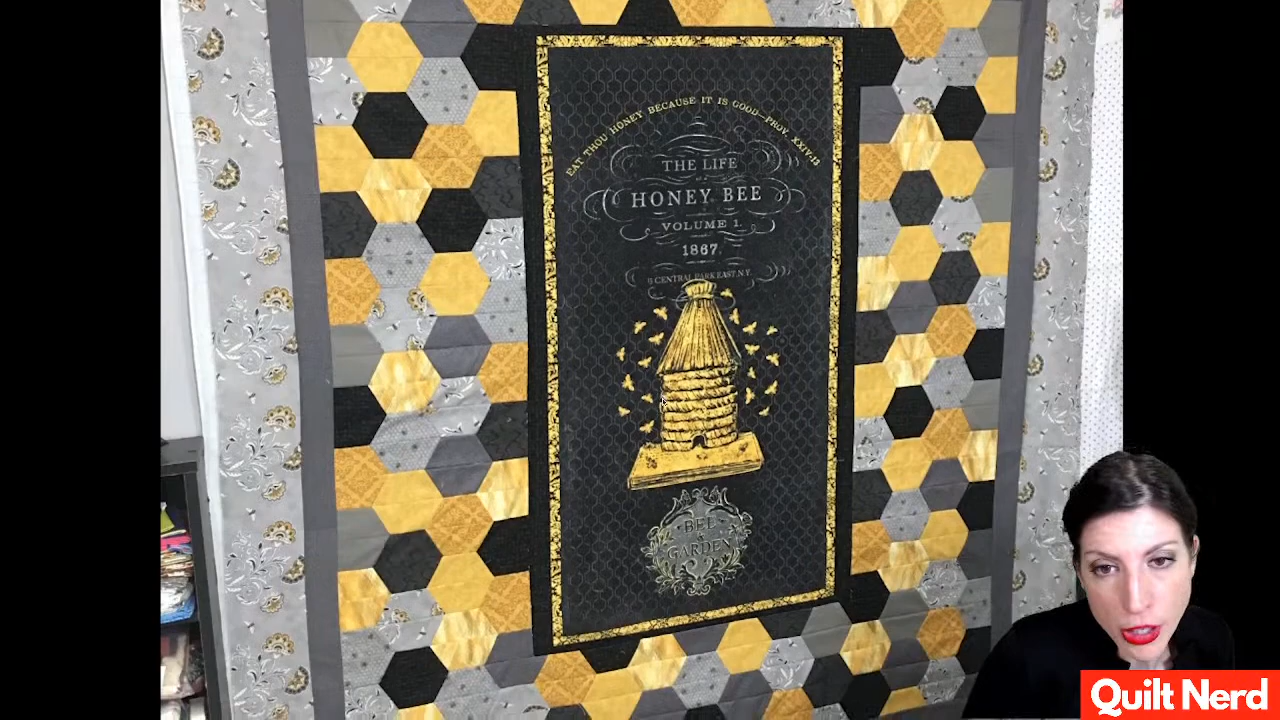 EAT THOU HONEY BECAUSE IT IS GOOD—PROV. XXIV:13
THE LIFE
of a
HONEY BEE
VOLUME 1.
1867.
CENTRAL PARK EAST, N.Y.
BEE
GARDEN
Quilt Nerd